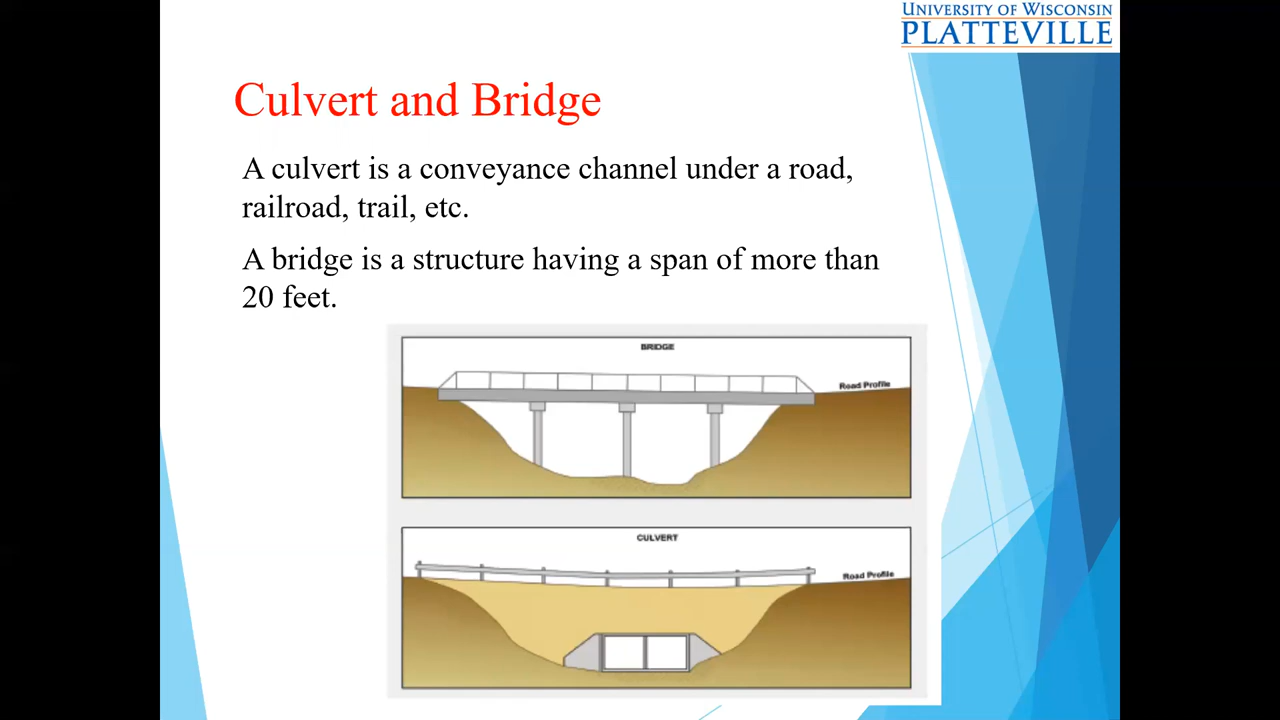 UNIVERSITY OF WISCONSIN
PLATTEVILLE
Culvert and Bridge
A culvert is a conveyance channel under a road,
railroad, trail, etc.
A bridge is a structure having a span of more than
20 feet.
BRIDGE
Road Profile
CULVERT
Road Profile